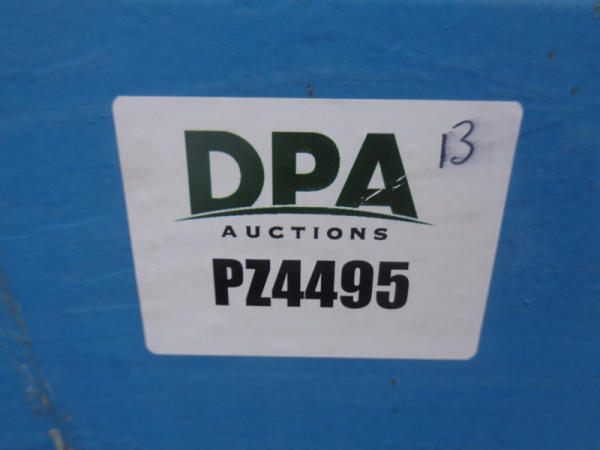 DPA
13
AUCTIONS
PZ4495